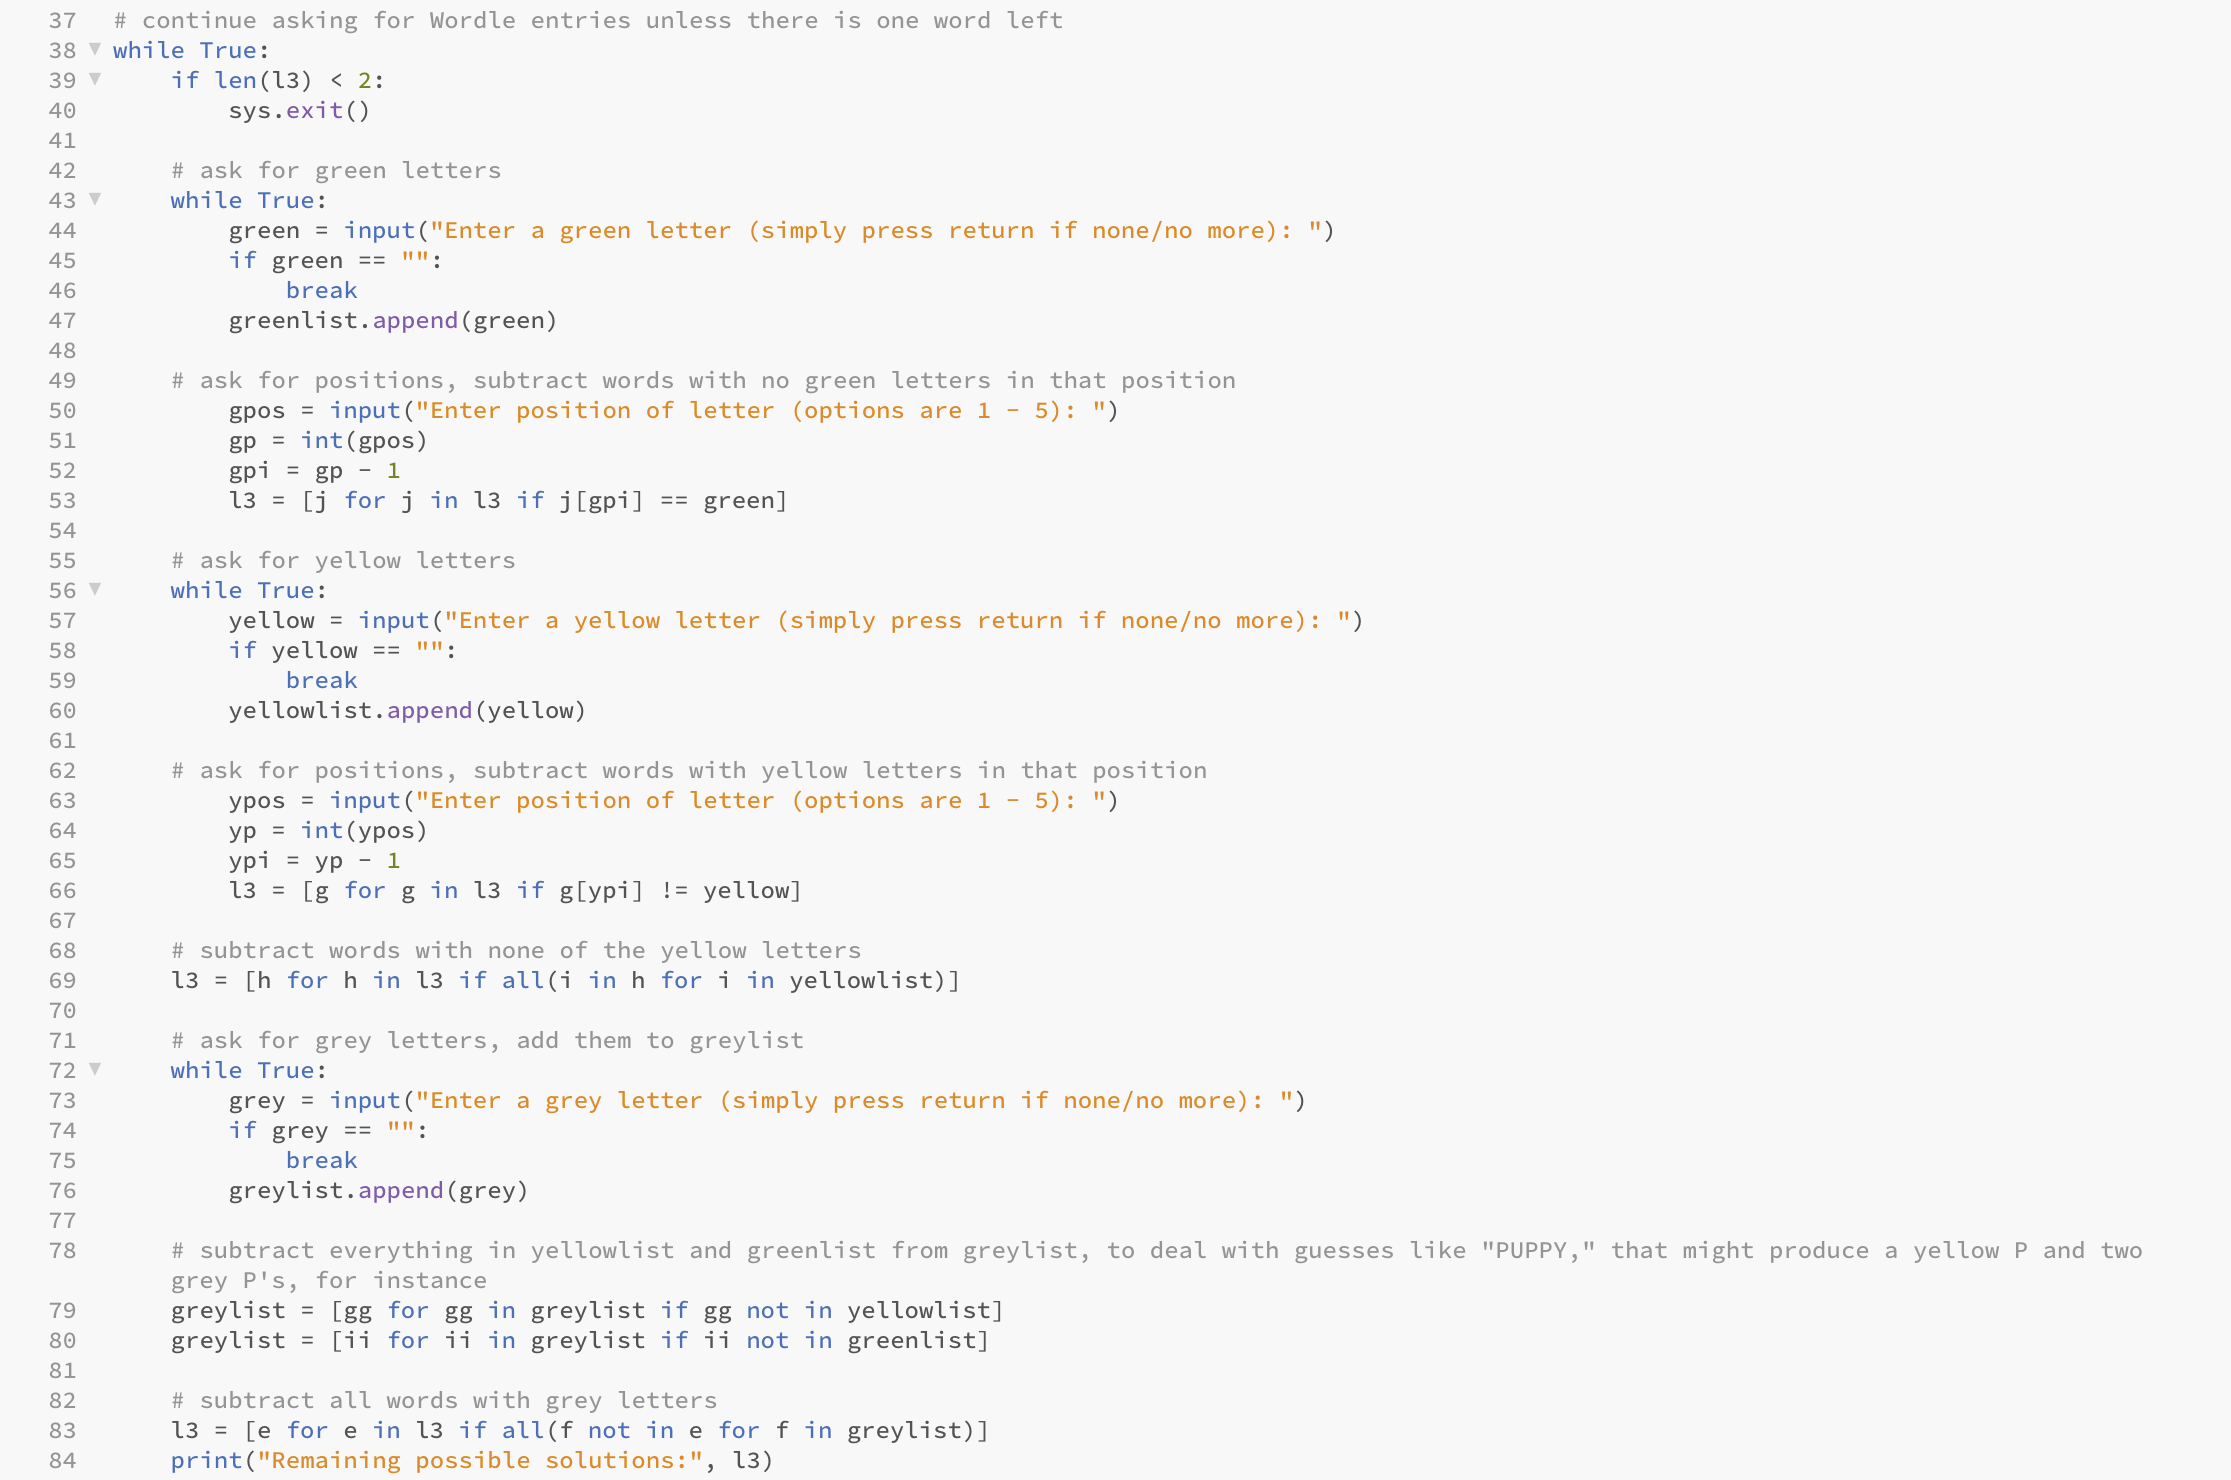 37 # continue asking for Wordle entries unless there is one word left
38 ▼ while True:
39 ▼     if len(l3) < 2:
40         sys.exit()
41
42     # ask for green letters
43 ▼     while True:
44         green = input("Enter a green letter (simply press return if none/no more): ")
45         if green == "":
46             break
47         greenlist.append(green)
48
49     # ask for positions, subtract words with no green letters in that position
50         gpos = input("Enter position of letter (options are 1 - 5): ")
51         gp = int(gpos)
52         gpi = gp - 1
53         l3 = [j for j in l3 if j[gpi] == green]
54
55     # ask for yellow letters
56 ▼     while True:
57         yellow = input("Enter a yellow letter (simply press return if none/no more): ")
58         if yellow == "":
59             break
60         yellowlist.append(yellow)
61
62     # ask for positions, subtract words with yellow letters in that position
63         ypos = input("Enter position of letter (options are 1 - 5): ")
64         yp = int(ypos)
65         ypi = yp - 1
66         l3 = [g for g in l3 if g[ypi] != yellow]
67
68     # subtract words with none of the yellow letters
69     l3 = [h for h in l3 if all(i in h for i in yellowlist)]
70
71     # ask for grey letters, add them to greylist
72 ▼     while True:
73         grey = input("Enter a grey letter (simply press return if none/no more): ")
74         if grey == "":
75             break
76         greylist.append(grey)
77
78     # subtract everything in yellowlist and greenlist from greylist, to deal with guesses like "PUPPY," that might produce a yellow P and two
    grey P's, for instance
79     greylist = [gg for gg in greylist if gg not in yellowlist]
80     greylist = [ii for ii in greylist if ii not in greenlist]
81
82     # subtract all words with grey letters
83     l3 = [e for e in l3 if all(f not in e for f in greylist)]
84     print("Remaining possible solutions:", l3)